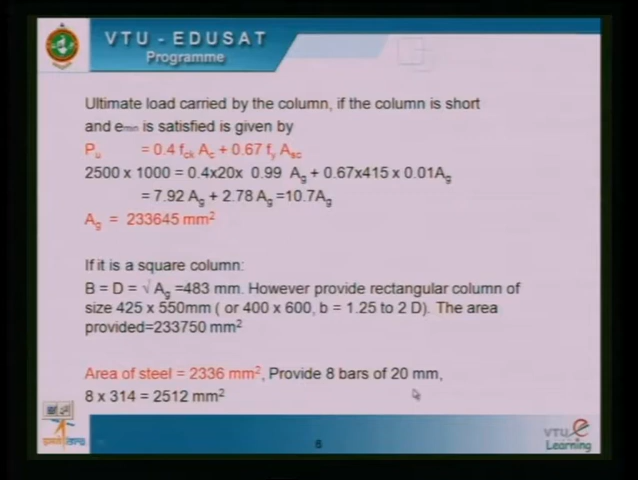 VTU - EDUSAT
Programme
Ultimate load carried by the column, if the column is short
and emin is satisfied is given by
Pu = 0.4 fck Ac + 0.67 fy Asc
2500 x 1000 = 0.4x20x 0.99 Ag + 0.67x415 x 0.01Ag
= 7.92 Ag + 2.78 Ag =10.7Ag
Ag = 233645 mm²
If it is a square column:
B = D = √ Ag =483 mm. However provide rectangular column of
size 425 x 550mm ( or 400 x 600, b = 1.25 to 2 D). The area
provided=233750 mm²
Area of steel = 2336 mm², Provide 8 bars of 20 mm,
8 x 314 = 2512 mm²
6
VTU e
Learning